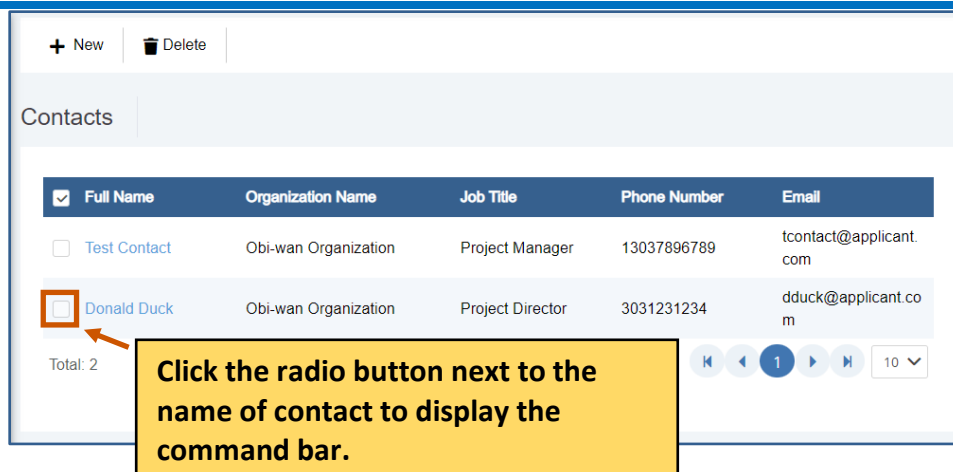 New Delete
Contacts
Full Name Organization Name Job Title Phone Number Email
Test Contact Obi-wan Organization Project Manager 13037896789 tcontact@applicant.
com
Donald Duck Obi-wan Organization Project Director 3031231234 dduck@applicant.co
m
Total: 2 1 10
Click the radio button next to the
name of contact to display the
command bar.